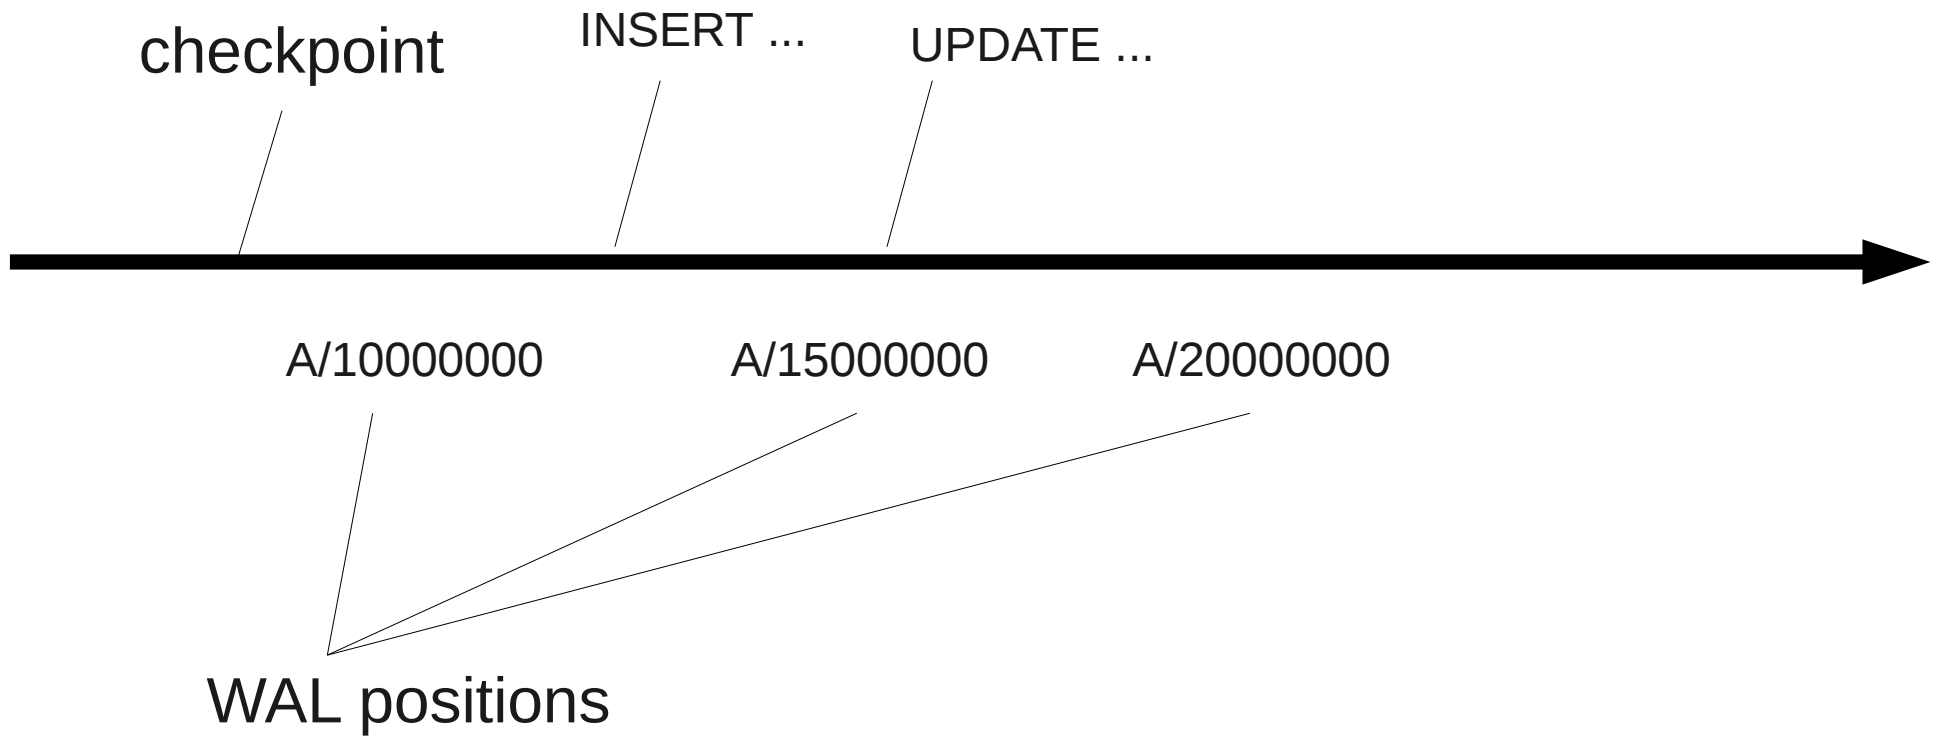 checkpoint
INSERT ...
UPDATE ...
A/10000000
A/15000000
A/20000000
WAL positions